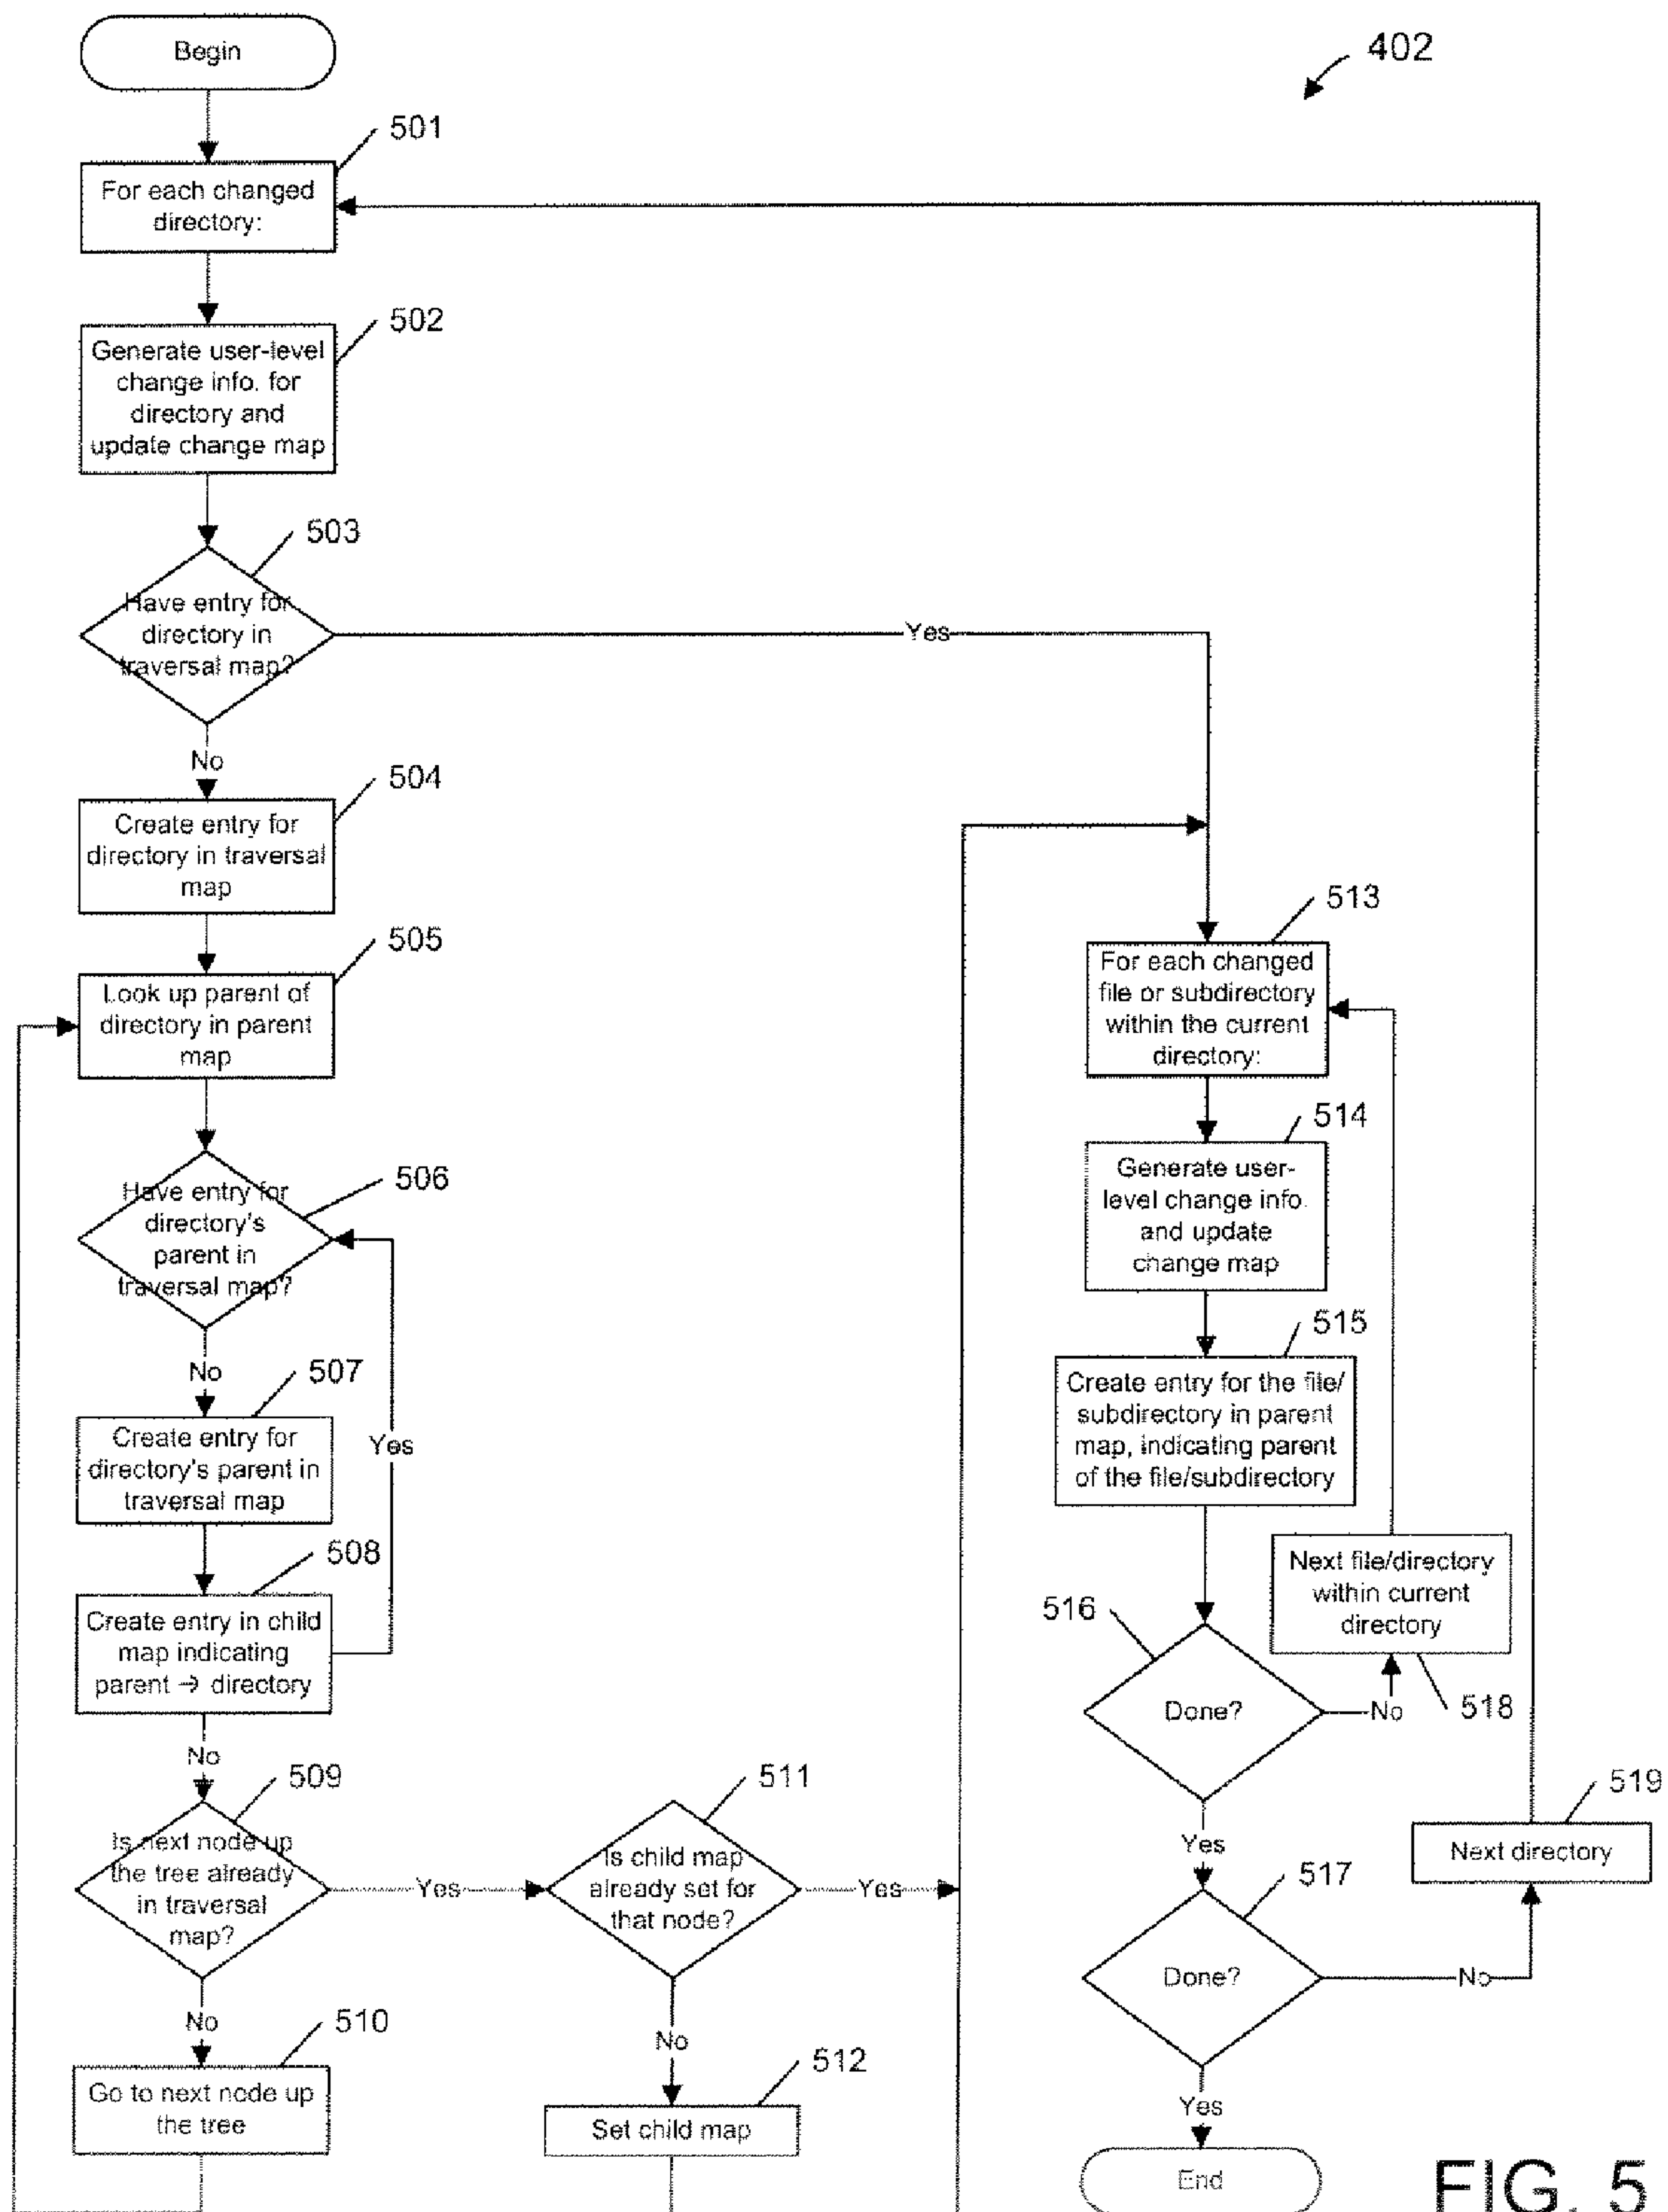 Begin
402
501
For each changed
directory:
502
Generate user-level
change info. for
directory and
update change map
503
Have entry for
directory in
traversal map?
Yes
No
504
Create entry for
directory in traversal
map
505
Look up parent of
directory in parent
map
506
Have entry for
directory's
parent in
traversal map?
No
507
Create entry for
directory's parent in
traversal map
Yes
508
Create entry in child
map indicating
parent → directory
No
509
Is next node up
the tree already
in traversal
map?
Yes
No
510
Go to next node up
the tree
511
Is child map
already set for
that node?
Yes
No
512
Set child map
513
For each changed
file or subdirectory
within the current
directory:
514
Generate user-
level change info.
and update
change map
515
Create entry for the file/
subdirectory in parent
map, indicating parent
of the file/subdirectory
516
Done?
No
518
Next file/directory
within current
directory
Yes
517
Done?
No
519
Next directory
Yes
End
FIG. 5